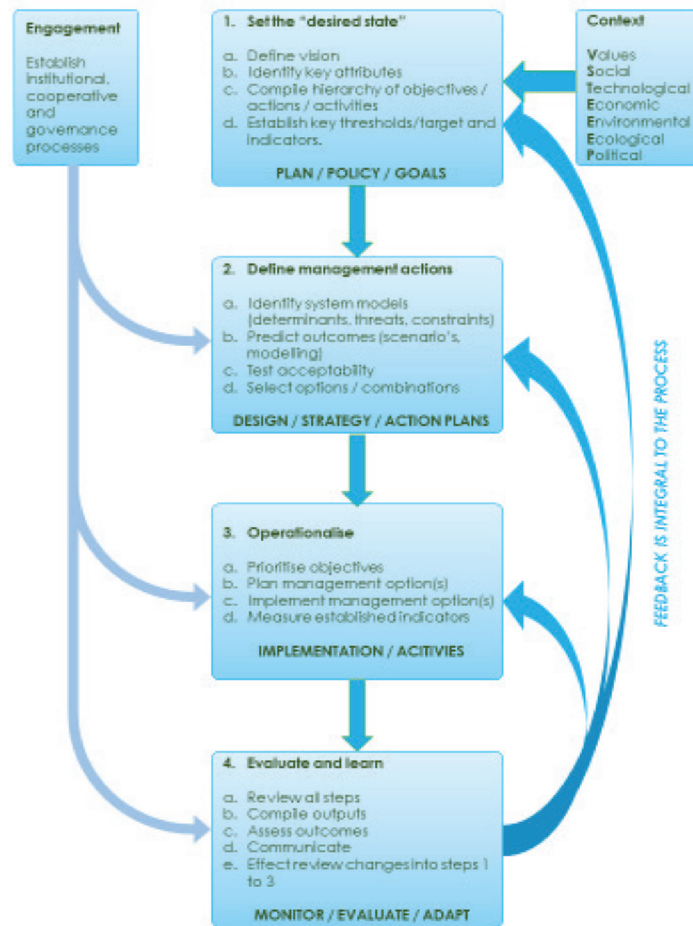 Engagement
Establish
institutional,
cooperative
and
governance
processes
1. Set the "desired state"
a. Define vision
b. Identify key attributes
c. Compile hierarchy of objectives /
actions / activities
d. Establish key thresholds/target and
indicators.
PLAN / POLICY / GOALS
Context
Values
Social
Technological
Economic
Environmental
Ecological
Political
2. Define management actions
a. Identify system models
(determinants, threats, constraints)
b. Predict outcomes (scenario's,
modelling)
c. Test acceptability
d. Select options / combinations
DESIGN / STRATEGY / ACTION PLANS
3. Operationalise
a. Prioritise objectives
b. Plan management option(s)
c. Implement management option(s)
d. Measure established indicators
IMPLEMENTATION / ACITIVIES
4. Evaluate and learn
a. Review all steps
b. Compile outputs
c. Assess outcomes
d. Communicate
e. Effect review changes into steps 1
to 3
MONITOR / EVALUATE / ADAPT
FEEDBACK IS INTEGRAL TO THE PROCESS